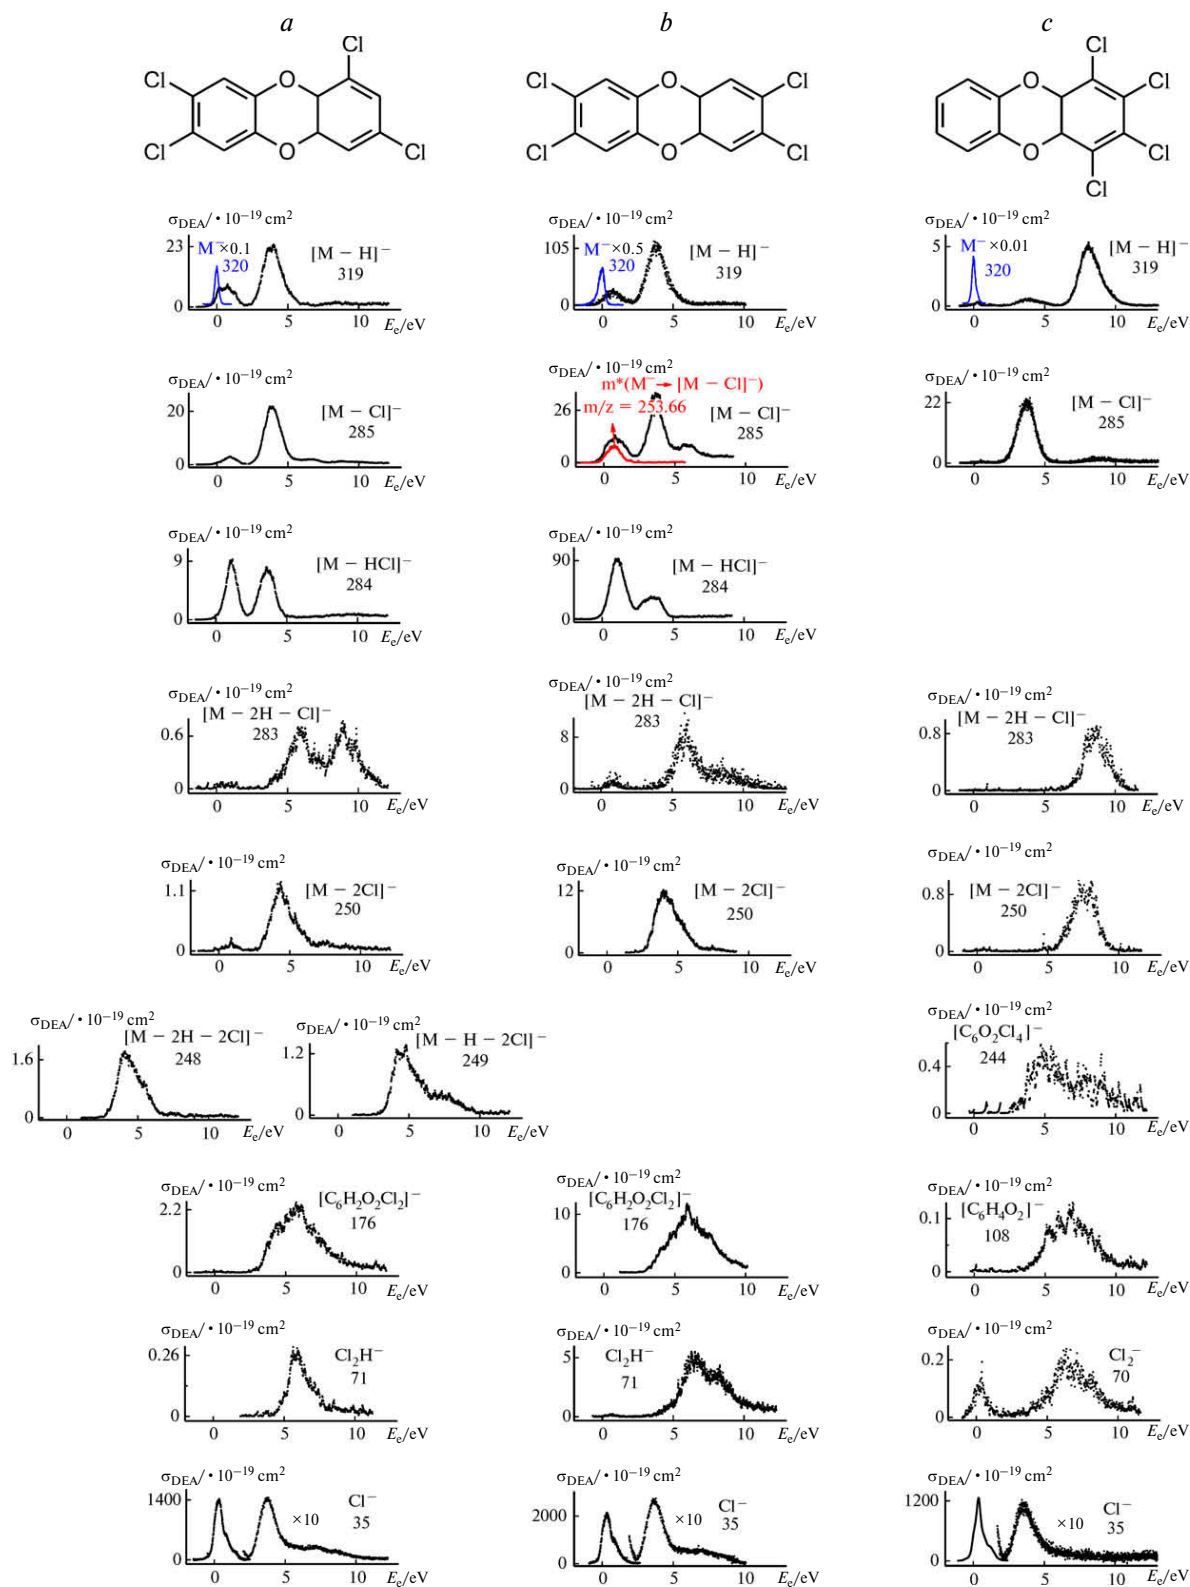 a b c
Cl Cl Cl Cl O O
Cl Cl Cl Cl O O
Cl Cl Cl Cl O O
σDEA/·10−19 cm2 σDEA/·10−19 cm2 σDEA/·10−19 cm2
23 M− ×0.1 320 [M − H]− 319 0 0 5 10 Ee/eV
105 M− ×0.5 320 [M − H]− 319 0 0 5 10 Ee/eV
5 M− ×0.01 320 [M − H]− 319 0 0 5 10 Ee/eV
σDEA/·10−19 cm2 σDEA/·10−19 cm2 σDEA/·10−19 cm2
20 [M − Cl]− 285 0 0 5 10 Ee/eV
m*(M− → [M − Cl]−)
26 m/z = 253.66 [M − Cl]− 285 0 0 5 10 Ee/eV
22 [M − Cl]− 285 0 0 5 10 Ee/eV
σDEA/·10−19 cm2 σDEA/·10−19 cm2
9 [M − HCl]− 284 0 0 5 10 Ee/eV
90 [M − HCl]− 284 0 0 5 10 Ee/eV
σDEA/·10−19 cm2 σDEA/·10−19 cm2 σDEA/·10−19 cm2
[M − 2H − Cl]− 283 0.6 0 0 5 10 Ee/eV
[M − 2H − Cl]− 283 8 0 0 5 10 Ee/eV
[M − 2H − Cl]− 283 0.8 0 0 5 10 Ee/eV
σDEA/·10−19 cm2 σDEA/·10−19 cm2 σDEA/·10−19 cm2
1.1 [M − 2Cl]− 250 0 0 5 10 Ee/eV
12 [M − 2Cl]− 250 0 0 5 10 Ee/eV
0.8 [M − 2Cl]− 250 0 0 5 10 Ee/eV
σDEA/·10−19 cm2 σDEA/·10−19 cm2 σDEA/·10−19 cm2
[M − 2H − 2Cl]− 248 1.6 0 0 5 10 Ee/eV
1.2 [M − H − 2Cl]− 249 0 0 5 10 Ee/eV
[C6O2Cl4]− 244 0.4 0 0 5 10 Ee/eV
σDEA/·10−19 cm2 σDEA/·10−19 cm2 σDEA/·10−19 cm2
2.2 [C6H2O2Cl2]− 176 0 0 5 10 Ee/eV
10 [C6H2O2Cl2]− 176 0 0 5 10 Ee/eV
0.1 [C6H4O2]− 108 0 0 5 10 Ee/eV
σDEA/·10−19 cm2 σDEA/·10−19 cm2 σDEA/·10−19 cm2
0.26 Cl2H− 71 0 0 5 10 Ee/eV
5 Cl2H− 71 0 0 5 10 Ee/eV
0.2 Cl2− 70 0 0 5 10 Ee/eV
σDEA/·10−19 cm2 σDEA/·10−19 cm2 σDEA/·10−19 cm2
1400 ×10 Cl− 35 0 0 5 10 Ee/eV
2000 ×10 Cl− 35 0 0 5 10 Ee/eV
1200 ×10 Cl− 35 0 0 5 10 Ee/eV